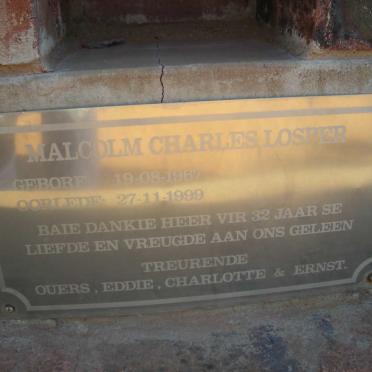 MALCOLM CHARLES LOSPER
GEBORE: 19-08-1967
OORLEDE: 27-11-1999
BAIE DANKIE HEER VIR 32 JAAR SE
LIEFDE EN VREUGDE AAN ONS GELEEN
TREURENDE
OUERS, EDDIE, CHARLOTTE & ERNST.